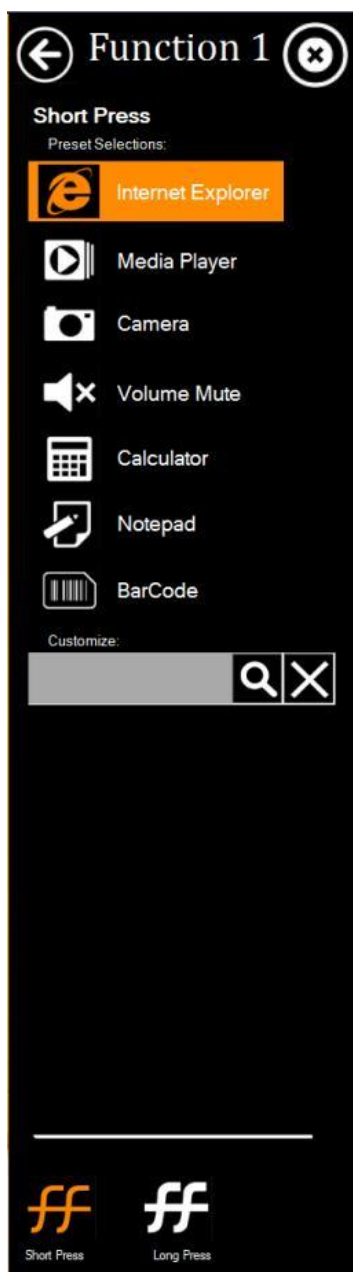 Function 1
Short Press
Preset Selections:
Internet Explorer
Media Player
Camera
Volume Mute
Calculator
Notepad
BarCode
Customize:
Short Press
Long Press